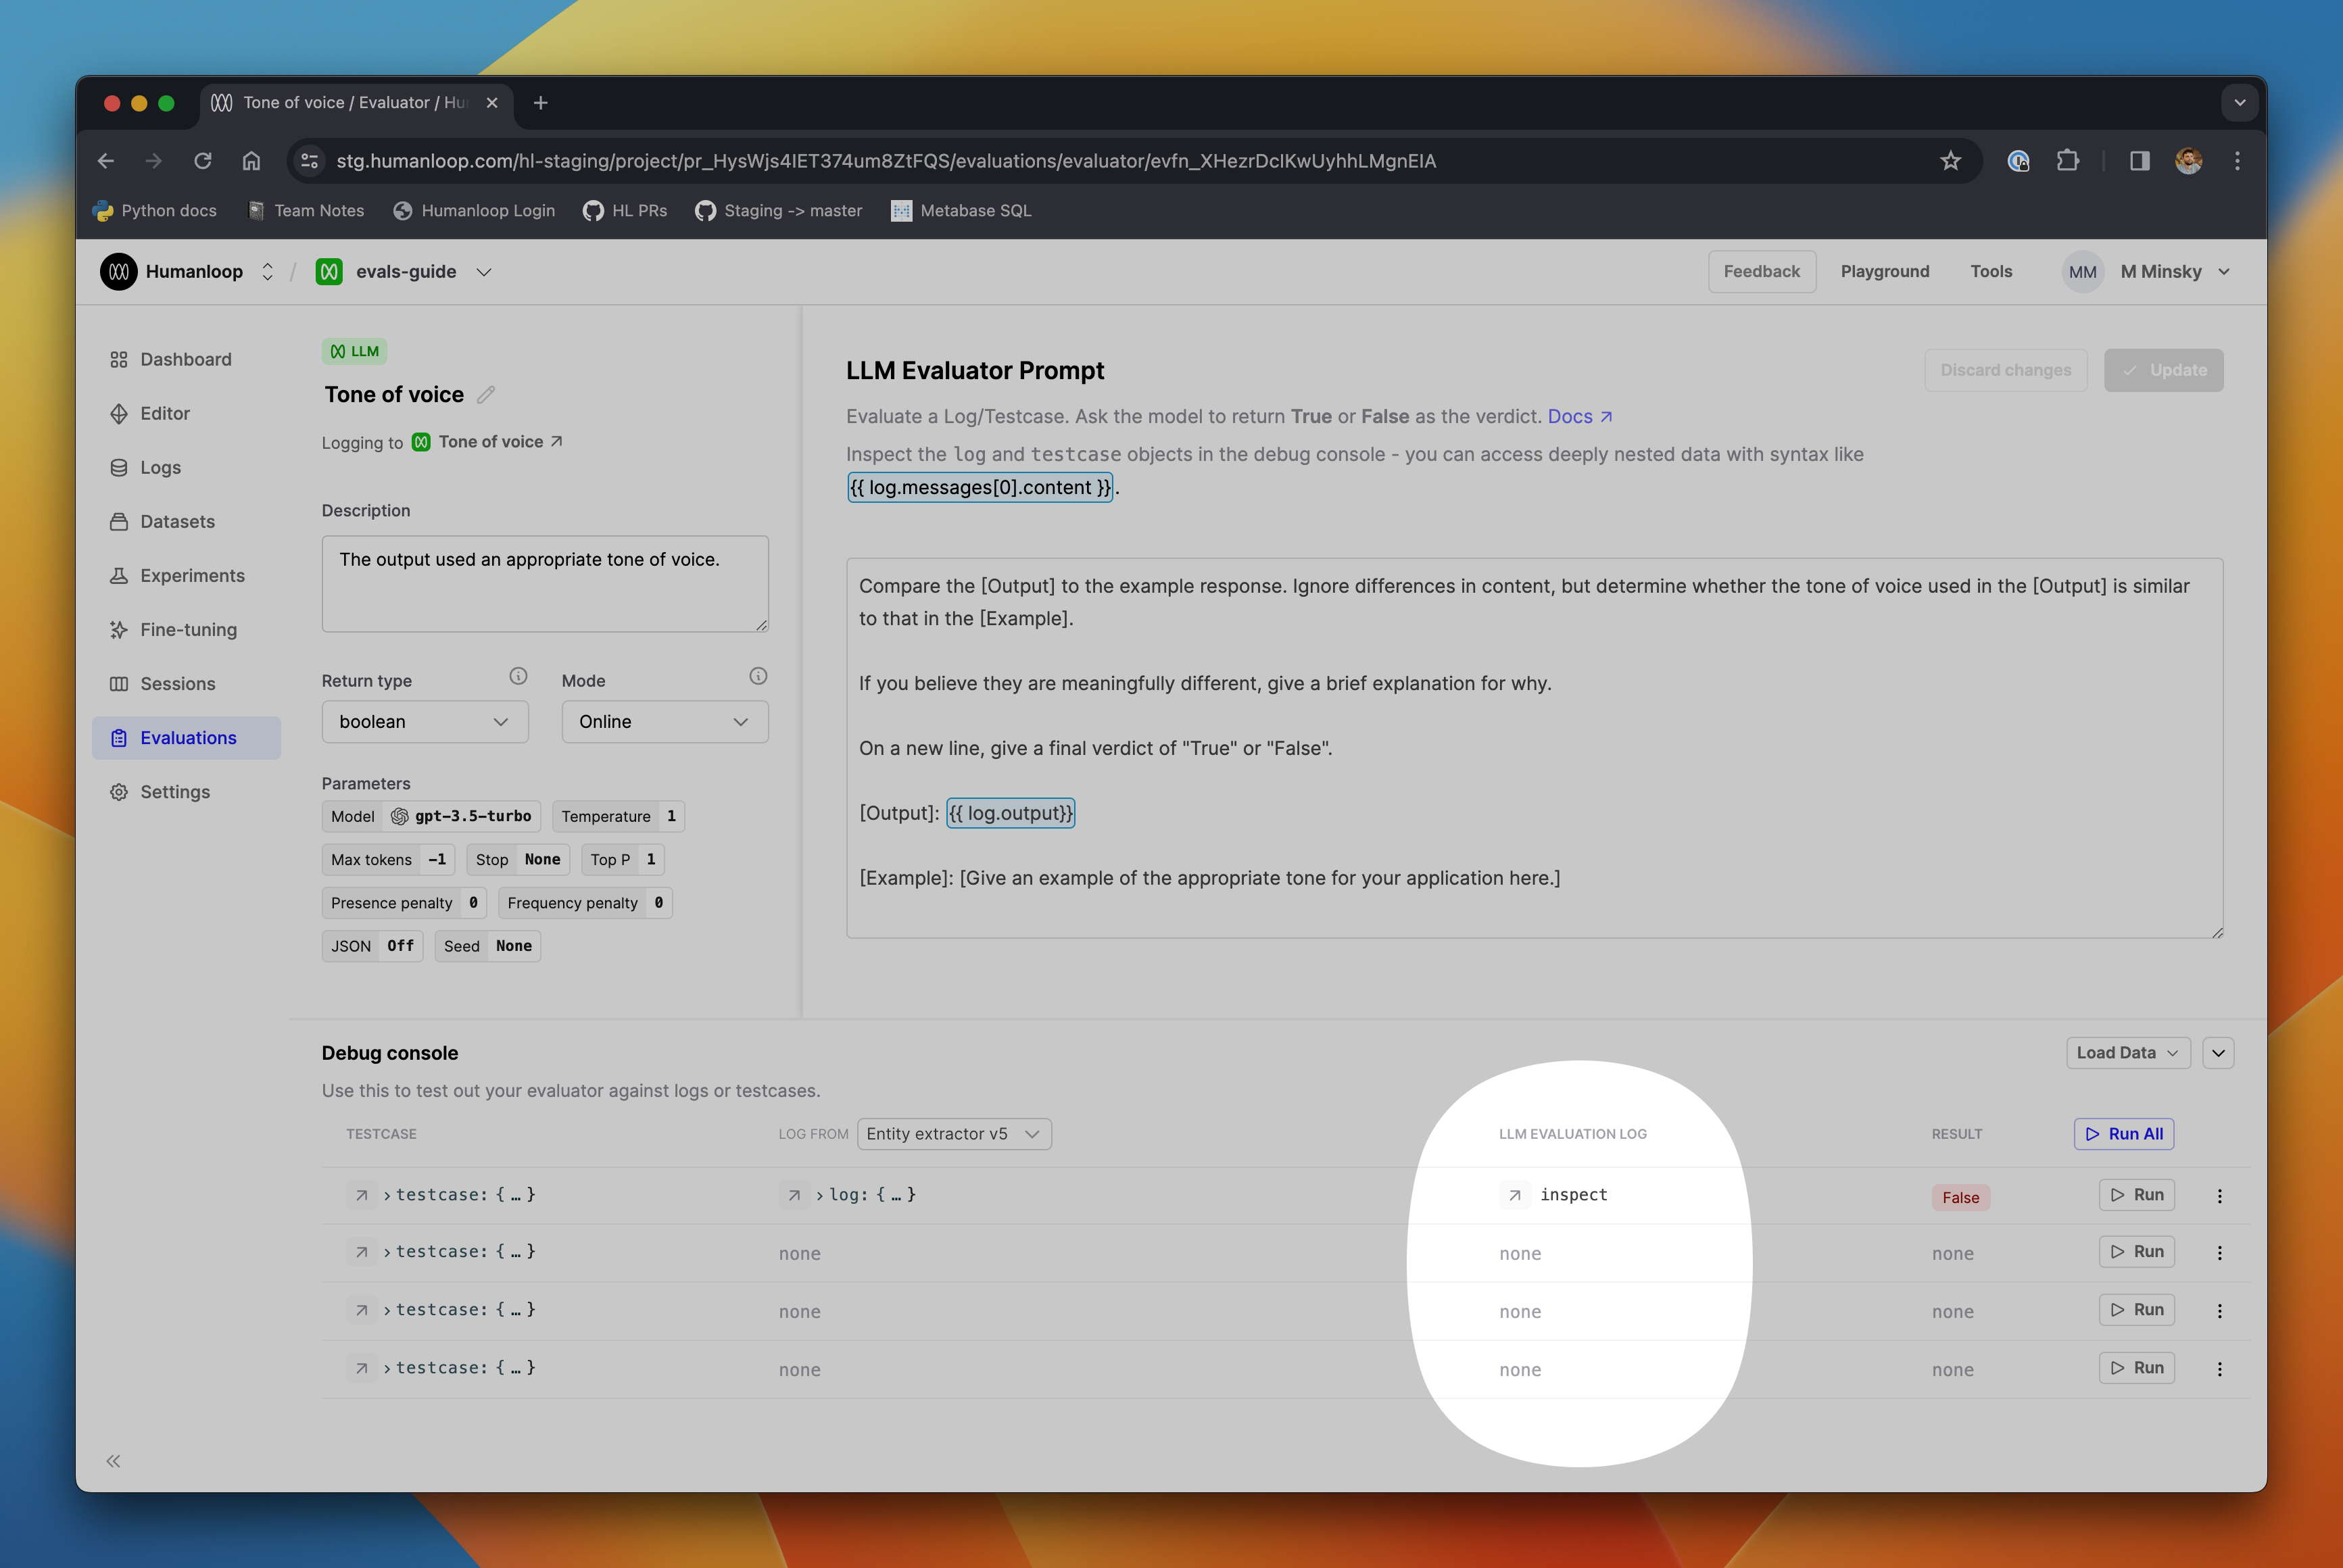 Tone of voice / Evaluator / Hu
stg.humanloop.com/hl-staging/project/pr_HysWjs4IET374um8ZtFQS/evaluations/evaluator/evfn_XHezrDclKwUyhhLMgnEIA
Python docs
Team Notes
Humanloop Login
HL PRs
Staging -> master
Metabase SQL
Humanloop / evals-guide
Feedback
Playground
Tools
MM
M Minsky
Dashboard
Editor
Logs
Datasets
Experiments
Fine-tuning
Sessions
Evaluations
Settings
LLM
Tone of voice
Logging to Tone of voice
Description
The output used an appropriate tone of voice.
Return type
Mode
boolean
Online
Parameters
Model gpt-3.5-turbo Temperature 1
Max tokens -1 Stop None Top P 1
Presence penalty 0 Frequency penalty 0
JSON Off Seed None
LLM Evaluator Prompt
Discard changes
Update
Evaluate a Log/Testcase. Ask the model to return True or False as the verdict. Docs
Inspect the log and testcase objects in the debug console - you can access deeply nested data with syntax like
{{ log.messages[0].content }}.
Compare the [Output] to the example response. Ignore differences in content, but determine whether the tone of voice used in the [Output] is similar
to that in the [Example].
If you believe they are meaningfully different, give a brief explanation for why.
On a new line, give a final verdict of "True" or "False".
[Output]: {{ log.output}}
[Example]: [Give an example of the appropriate tone for your application here.]
Debug console
Load Data
Use this to test out your evaluator against logs or testcases.
TESTCASE LOG FROM Entity extractor v5 LLM EVALUATION LOG RESULT Run All
testcase: { … } log: { … } inspect False Run
testcase: { … } none none none Run
testcase: { … } none none none Run
testcase: { … } none none none Run